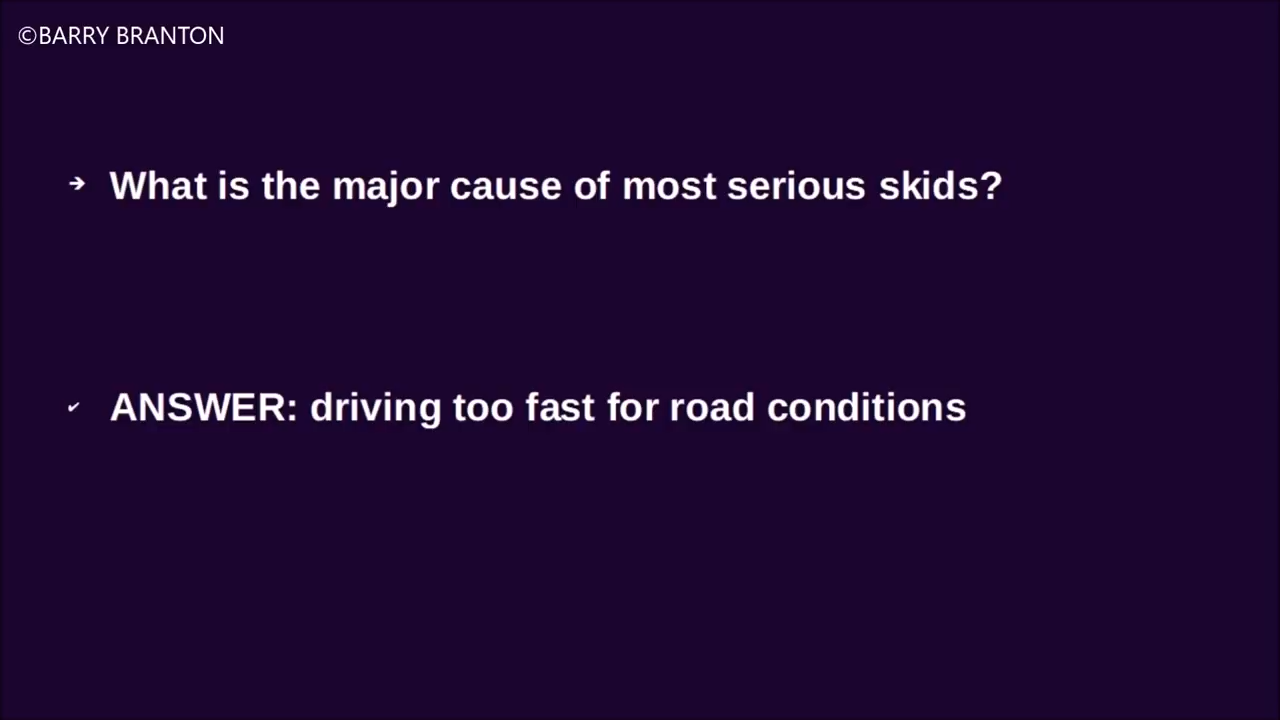 ©BARRY BRANTON
➔ What is the major cause of most serious skids?
✔ ANSWER: driving too fast for road conditions